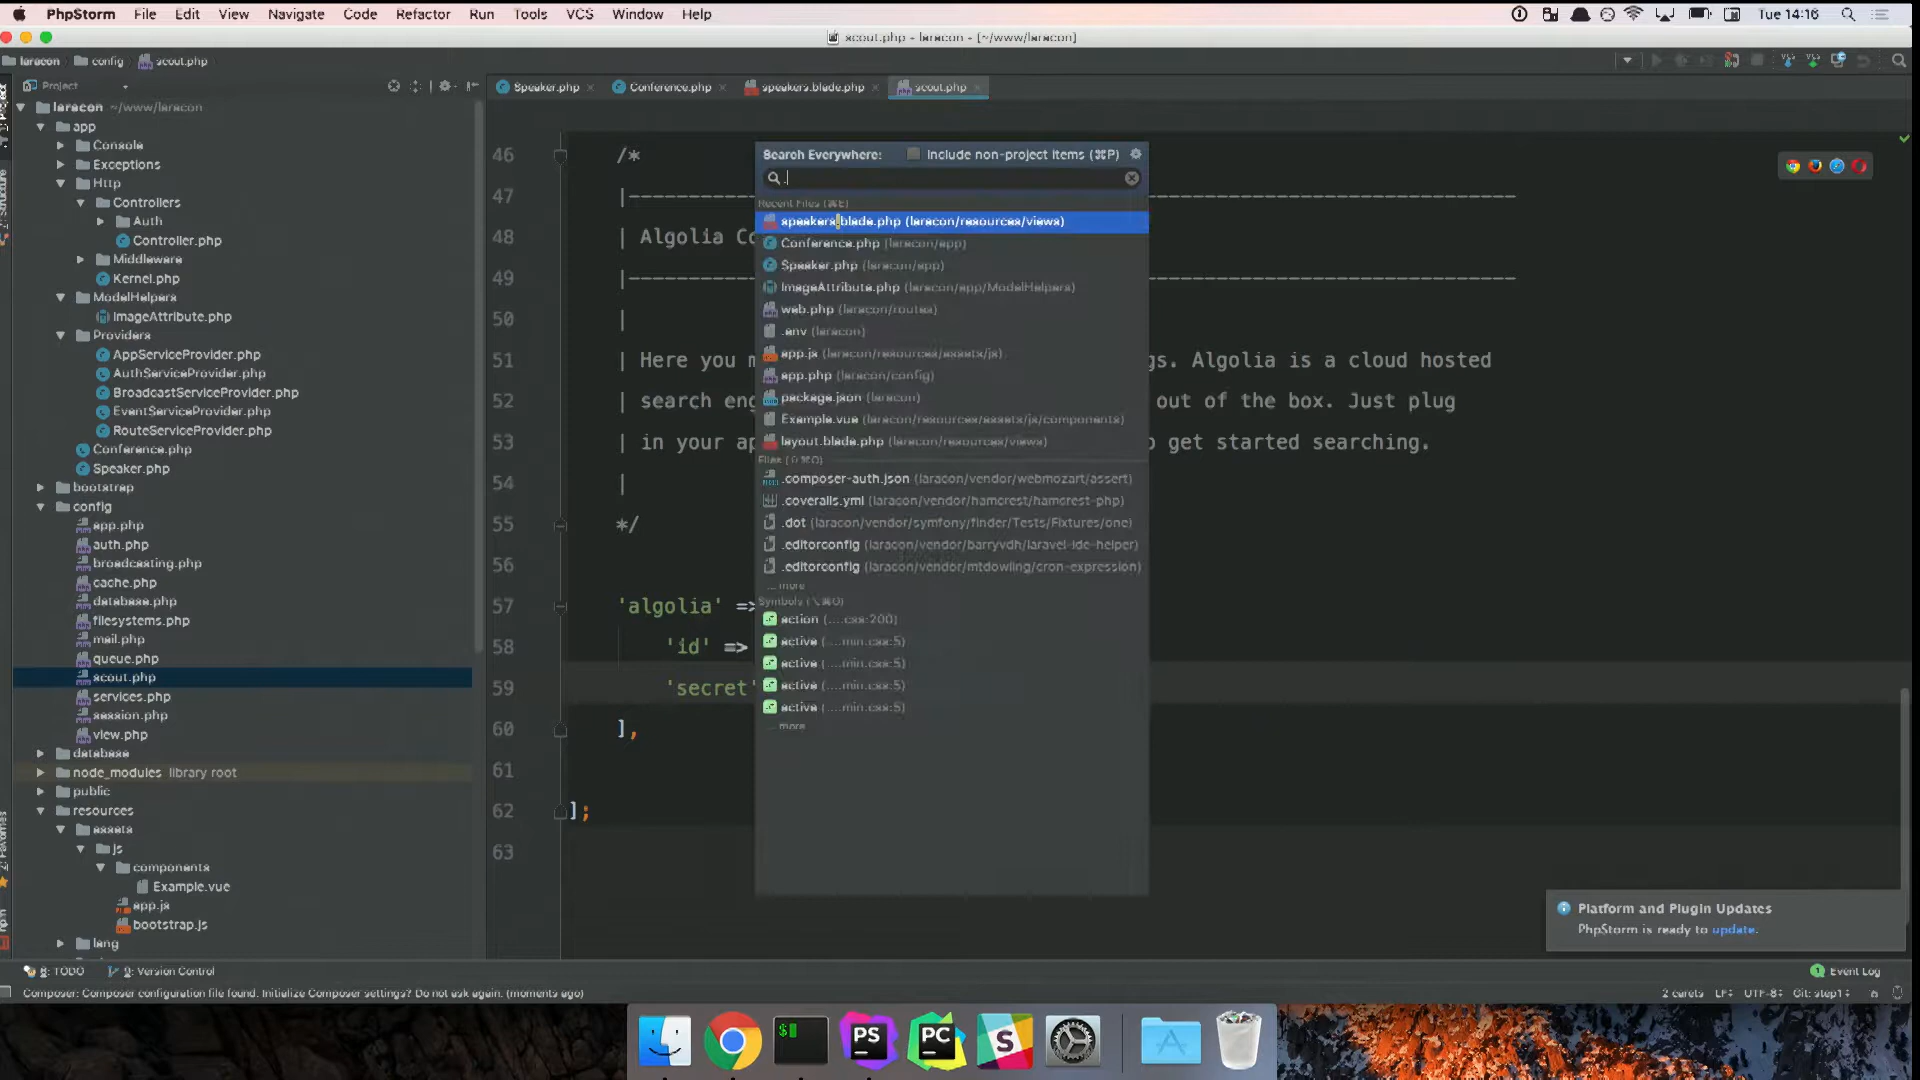 PhpStorm File Edit View Navigate Code Refactor Run Tools VCS Window Help Tue 14:16
scout.php - laracon - [~/www/laracon]
laracon config scout.php
Project
Speaker.php Conference.php speakers.blade.php scout.php
laracon ~/www/laracon
app
Console
Exceptions
Http
Controllers
Auth
Controller.php
Middleware
Kernel.php
ModelHelpers
ImageAttribute.php
Providers
AppServiceProvider.php
AuthServiceProvider.php
BroadcastServiceProvider.php
EventServiceProvider.php
RouteServiceProvider.php
Conference.php
Speaker.php
bootstrap
config
app.php
auth.php
broadcasting.php
cache.php
database.php
filesystems.php
mail.php
queue.php
scout.php
services.php
session.php
view.php
database
node_modules library root
public
resources
assets
js
components
Example.vue
app.js
bootstrap.js
lang
1: Project
Structure
2: Favorites
npm
46 /*
47 |--------------------------------------------------------------------------
48 | Algolia Co
49 |--------------------------------------------------------------------------
50 |
51 | Here you m gs. Algolia is a cloud hosted
52 | search eng out of the box. Just plug
53 | in your ap o get started searching.
54 |
55 */
56
57 'algolia' =>
58 'id' =>
59 'secret'
60 ],
61
62 ];
63
Search Everywhere: Include non-project items (⌘P)
.
Recent Files (⌘E)
speakers.blade.php (laracon/resources/views)
Conference.php (laracon/app)
Speaker.php (laracon/app)
ImageAttribute.php (laracon/app/ModelHelpers)
web.php (laracon/routes)
.env (laracon)
app.js (laracon/resources/assets/js)
app.php (laracon/config)
package.json (laracon)
Example.vue (laracon/resources/assets/js/components)
layout.blade.php (laracon/resources/views)
Files (⇧⌘O)
.composer-auth.json (laracon/vendor/webmozart/assert)
.coveralls.yml (laracon/vendor/hamcrest/hamcrest-php)
.dot (laracon/vendor/symfony/finder/Tests/Fixtures/one)
.editorconfig (laracon/vendor/barryvdh/laravel-ide-helper)
.editorconfig (laracon/vendor/mtdowling/cron-expression)
... more
Symbols (⌥⌘O)
action (....css:200)
active (....min.css:5)
active (....min.css:5)
active (....min.css:5)
active (....min.css:5)
... more
Platform and Plugin Updates
PhpStorm is ready to update.
6: TODO 9: Version Control 1 Event Log
Composer: Composer configuration file found. Initialize Composer settings? Do not ask again. (moments ago) 2 carets LF UTF-8 Git: step1
$ PS PC S